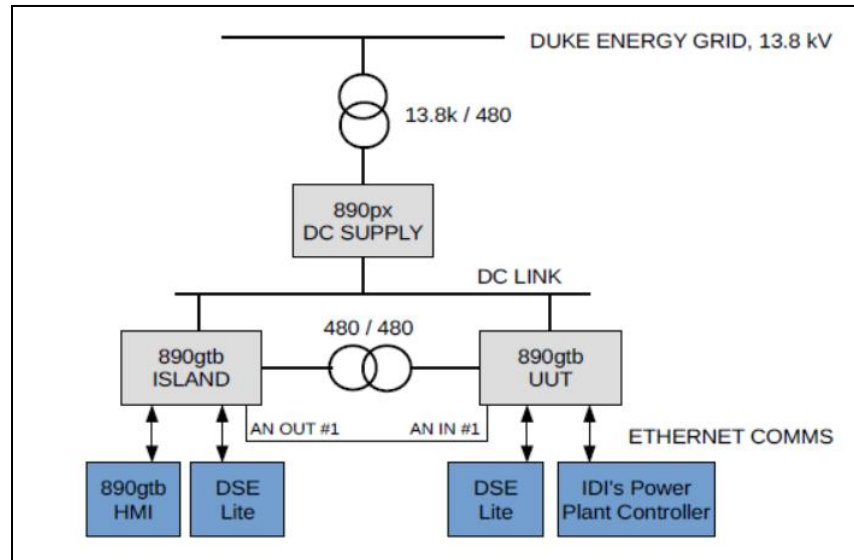 DUKE ENERGY GRID, 13.8 kV
13.8k / 480
890px
DC SUPPLY
DC LINK
480 / 480
890gtb
ISLAND
890gtb
UUT
AN OUT #1
AN IN #1
ETHERNET COMMS
890gtb
HMI
DSE
Lite
DSE
Lite
IDI's Power
Plant Controller